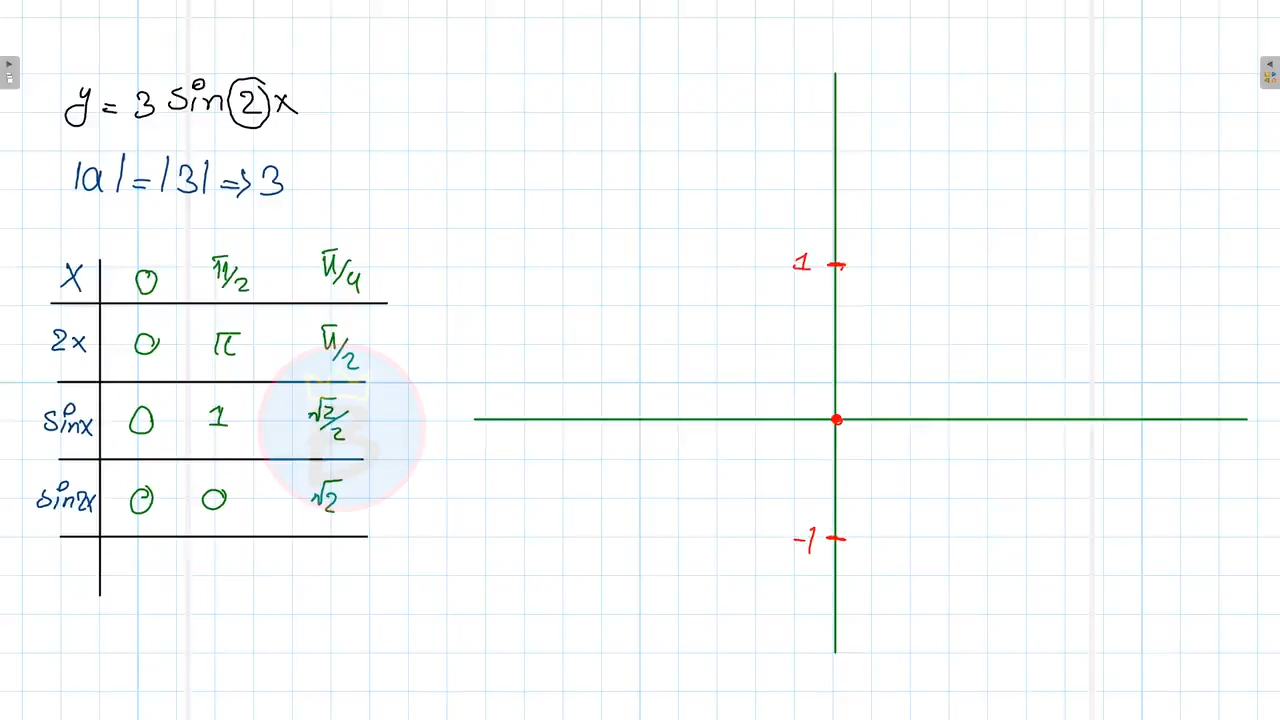 y = 3 sin 2 x
|a| = |3| => 3
x 0 π/2 π/4
2x 0 π π/2
sinx 0 1 √2/2
sin2x 0 0 √2
1
-1